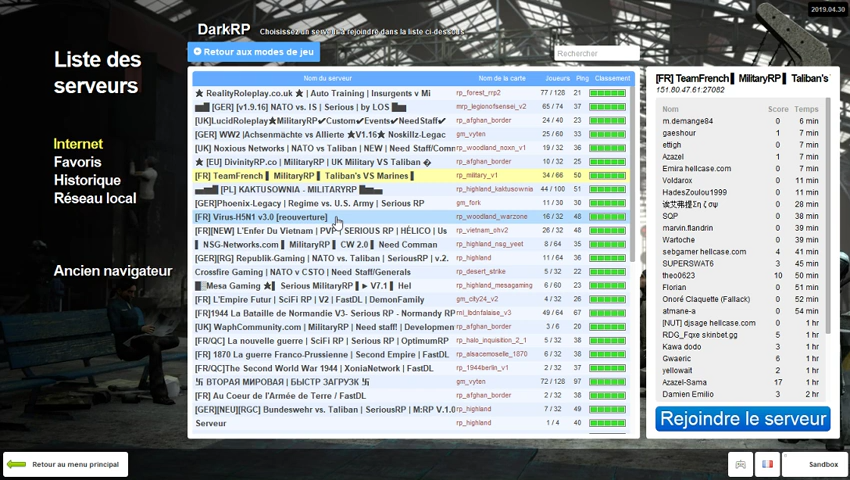 2019.04.30
DarkRP
Choisissez un serveur à rejoindre dans la liste ci-dessous
Retour aux modes de jeu
Rechercher
Liste des
serveurs
Internet
Favoris
Historique
Réseau local
Ancien navigateur
Nom du serveur Nom de la carte Joueurs Ping Classement
★ RealityRoleplay.co.uk ★ | Auto Training | Insurgents v Mi rp_forest_rrp2 77 / 128 21
[GER] [v1.9.16] NATO vs. IS | Serious | by LOS mrp_legionofsensei_v2 65 / 74 37
[UK]LucidRoleplay★MilitaryRP✔Custom✔Events✔NeedStaff✔ rp_afghan_border 24 / 40 23
[GER] WW2 |Achsenmächte vs Allierte ★V1.16★ Noskillz-Legac gm_vyten 25 / 60 33
[UK] Noxious Networks | NATO vs. Taliban | NEW | Need Staff/Comm rp_woodland_noxn_v1 19 / 36 32
★ [EU] DivinityRP.co | MilitaryRP | UK Military VS Taliban � rp_afghan_border 10 / 32 25
[FR] TeamFrench ▌ MilitaryRP ▌ Taliban's VS Marines ▌ rp_military_v1 34 / 66 50
[PL] KAKTUSOWNIA - MILITARYRP rp_highland_kaktusownia 44 / 100 51
[GER]Phoenix-Legacy | Regime vs. U.S. Army | Serious RP gm_fork 11 / 30 30
[FR] Virus-H5N1 v3.0 [reouverture] rp_woodland_warzone 16 / 32 48
[FR][NEW] L'Enfer Du Vietnam | PVP | SERIOUS RP | HÉLICO | Us rp_vietnam_ohv2 16 / 32 48
▌ NSG-Networks.com ▌ MilitaryRP ▌ CW 2.0 ▌ Need Comman rp_highland_nsg_yeet 8 / 64 35
[GER][RG] Republik-Gaming | NATO vs. Taliban | SeriousRP | v.2. rp_highland 11 / 64 36
Crossfire Gaming | NATO v CSTO | Need Staff/Generals rp_desert_strike 5 / 32 22
Mesa Gaming ★▌ Serious MilitaryRP ▌► V7.1 ▌ Hel rp_highland_mesagaming 6 / 60 23
[FR] L'Empire Futur | SciFi RP | V2 | FastDL | DemonFamily gm_city24_v2 4 / 32 26
[FR]1944 La Bataille de Normandie V3- Serious RP - Normandy RP rnl_lbdnfalaise_v3 49 / 64 67
[UK] WaphCommunity.com | MilitaryRP | Need staff! | Developmen rp_afghan_border 3 / 20 6
[FR/QC] La nouvelle guerre | SciFi RP | Serious | OptimumRP rp_halo_inquisition_2_1 5 / 32 38
[FR] 1870 La guerre Franco-Prussienne | Second Empire | FastDL rp_alsacemoselle_1870 6 / 32 38
[FR/QC]The Second World War 1944 | XoniaNetwork | FastDL rp_1944berlin_v1 2 / 32 37
卐 ВТОРАЯ МИРОВАЯ | БЫСТР ЗАГРУЗК 卐 gm_vyten 72 / 128 97
[FR] Au Coeur de l'Armée de Terre / FastDL rp_afghan_border 2 / 32 38
[GER][NEU][RGC] Bundeswehr vs. Taliban | SeriousRP | M:RP V.1.0 rp_highland 7 / 32 49
Serveur rp_highland 1 / 4 40
[FR] TeamFrench ▌ MilitaryRP ▌ Taliban's
151.80.47.61:27082
Nom Score Temps
m.demange84 0 6 min
gaeshour 1 7 min
ettigh 0 7 min
Azazel 1 7 min
Emira hellcase.com 0 8 min
Voldarox 0 11 min
HadesZoulou1999 0 11 min
SQP 0 38 min
marvin.flandrin 0 39 min
Wartoche 0 39 min
sebgamer hellcase.com 4 41 min
SUPERSWAT6 3 45 min
theo0623 10 50 min
Florian 0 51 min
Onoré Claquette (Fallack) 0 52 min
atmane-a 0 54 min
[NUT] djsage hellcase.com 0 1 hr
RDG_Fqxe skinbet.gg 5 1 hr
Kawa dodo 3 1 hr
Gwaeric 6 1 hr
yellowait 2 1 hr
Azazel-Sama 17 1 hr
Damien Emilio 3 2 hr
Rejoindre le serveur
Retour au menu principal
Sandbox